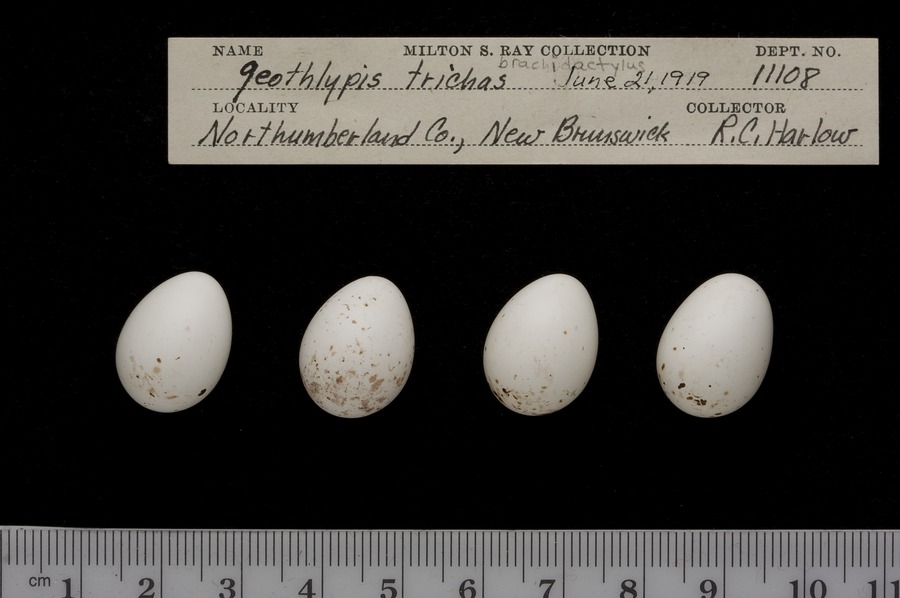 NAME MILTON S. RAY COLLECTION DEPT. NO.
brachidactylus
Geothlypis trichas June 21, 1919 11108
LOCALITY COLLECTOR
Northumberland Co., New Brunswick R.C. Harlow
cm 1 2 3 4 5 6 7 8 9 10 11